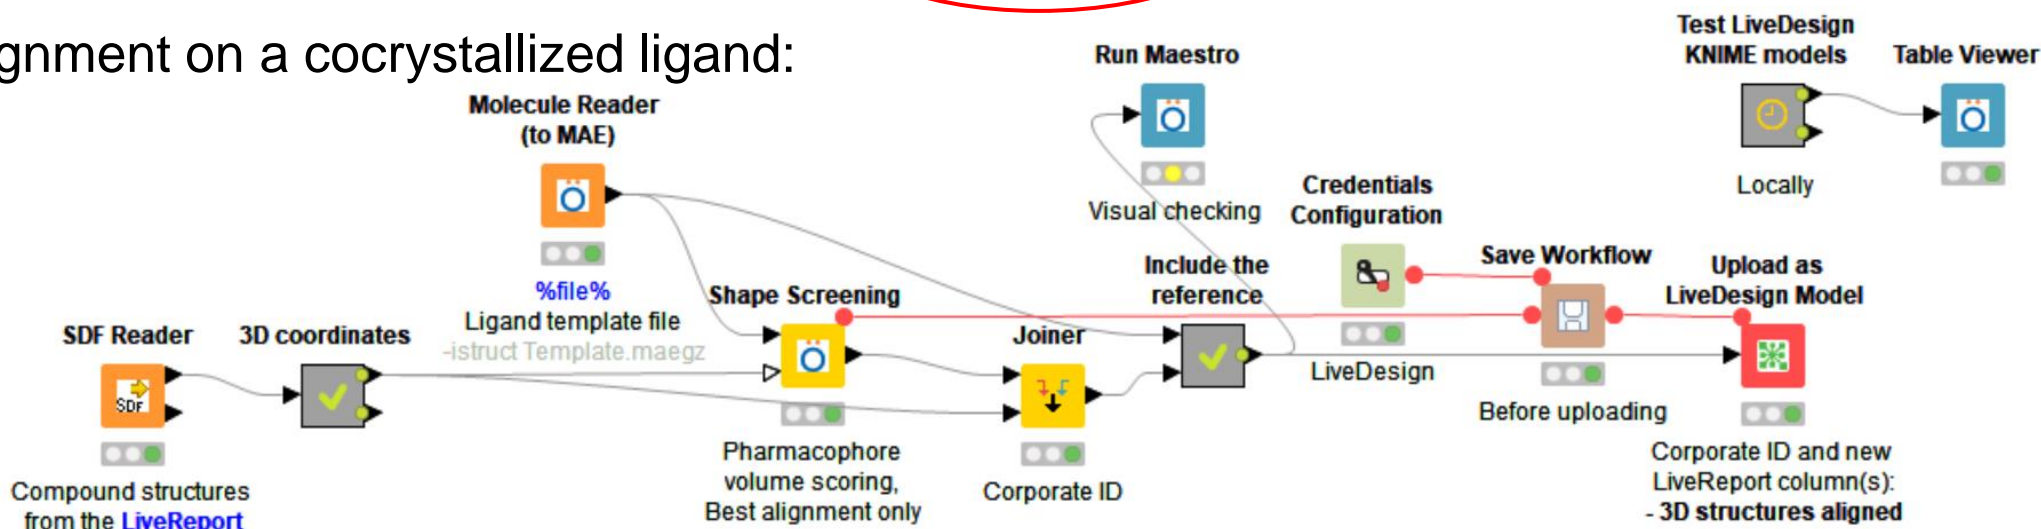 gnment on a cocrystallized ligand:
Test LiveDesign
KNIME models
Table Viewer
Locally
Run Maestro
Visual checking
Molecule Reader
(to MAE)
%file%
Ligand template file
-istruct Template.maegz
Credentials
Configuration
LiveDesign
Save Workflow
Before uploading
Upload as
LiveDesign Model
Corporate ID and new
LiveReport column(s):
- 3D structures aligned
Include the
reference
Shape Screening
Pharmacophore
volume scoring,
Best alignment only
Joiner
Corporate ID
SDF Reader
SDF
Compound structures
from the LiveReport
3D coordinates